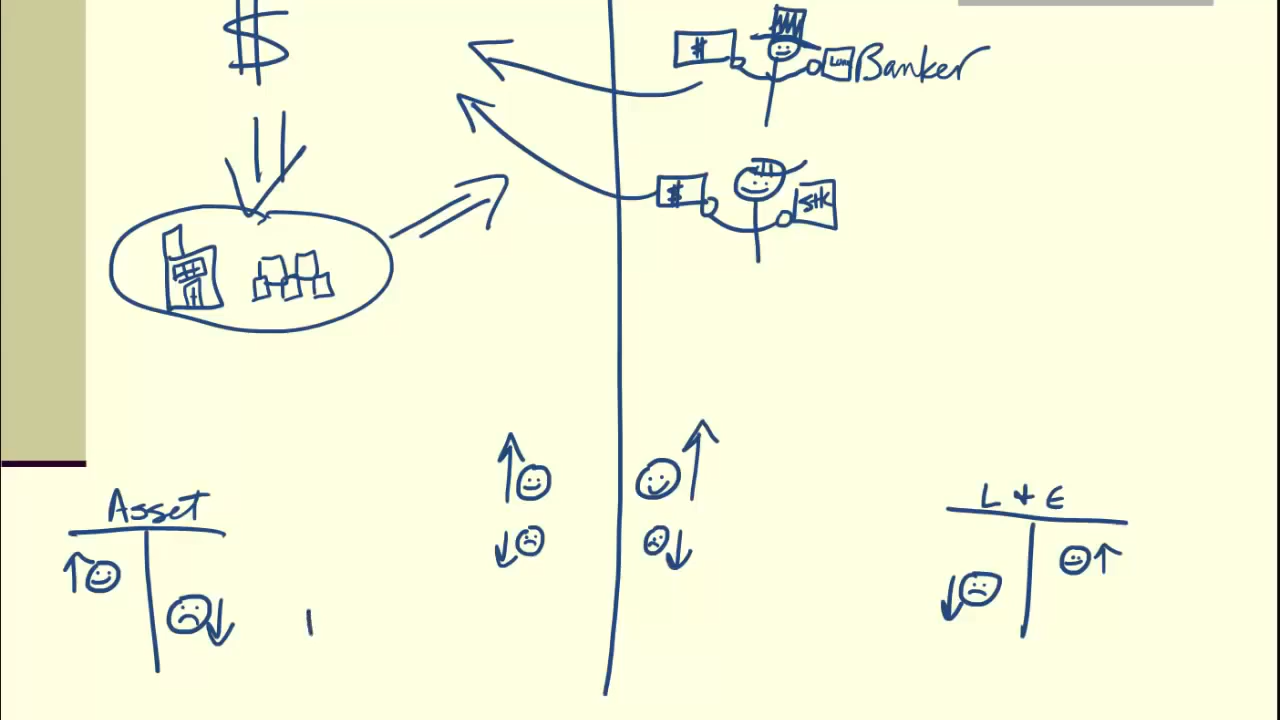 $
$
Loan
Banker
$
Stk
Asset
L & E